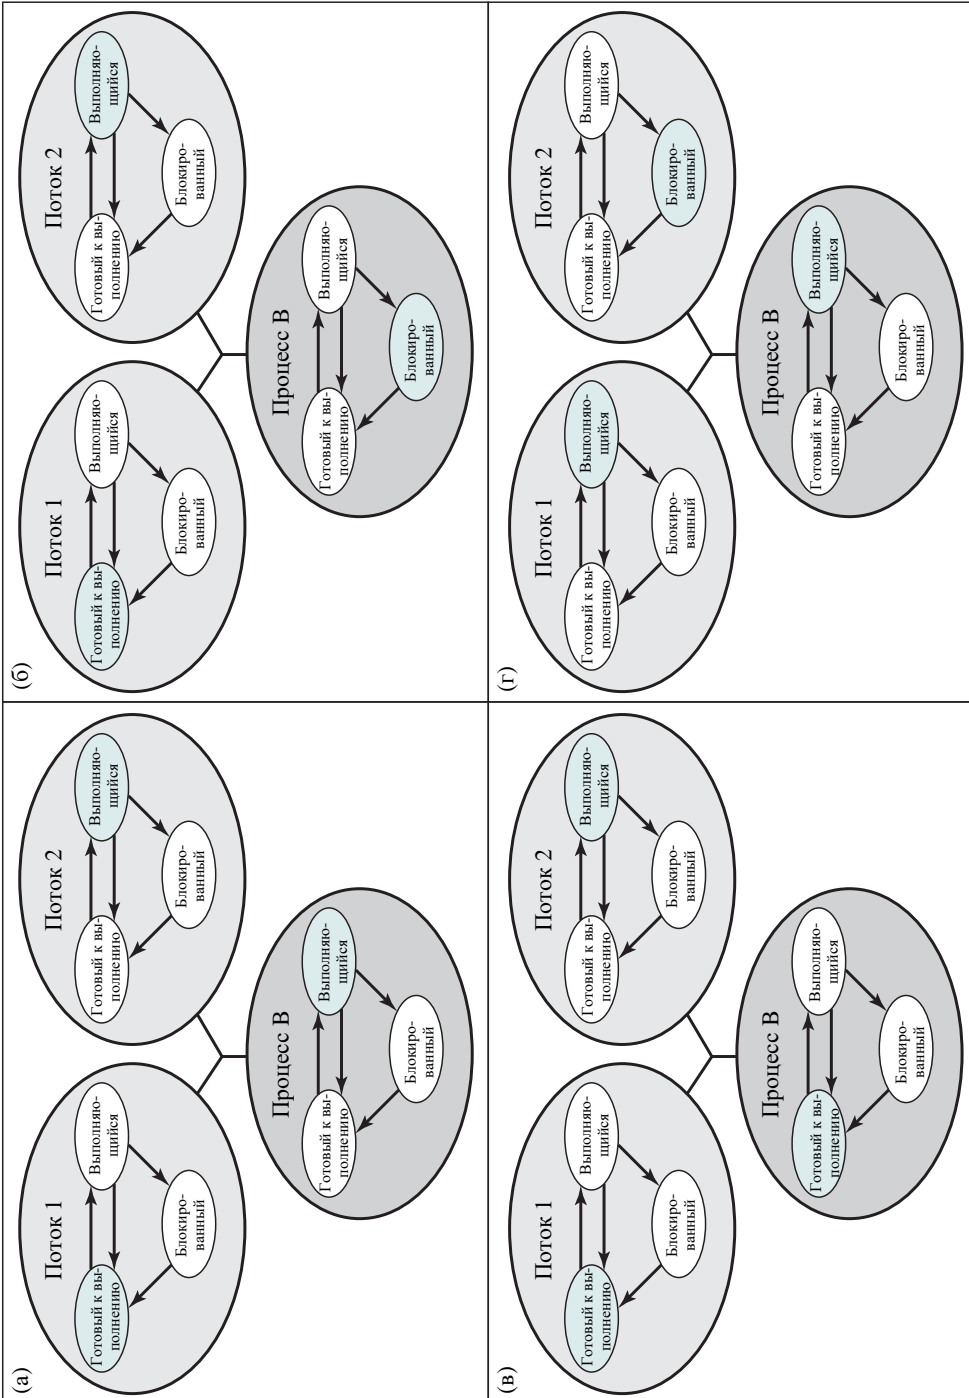 (а)
Поток 1
Готовый к вы-
полнению
Выполняю-
щийся
Блокиро-
ванный
Поток 2
Готовый к вы-
полнению
Выполняю-
щийся
Блокиро-
ванный
Процесс B
Готовый к вы-
полнению
Выполняю-
щийся
Блокиро-
ванный
(б)
Поток 1
Готовый к вы-
полнению
Выполняю-
щийся
Блокиро-
ванный
Поток 2
Готовый к вы-
полнению
Выполняю-
щийся
Блокиро-
ванный
Процесс B
Готовый к вы-
полнению
Выполняю-
щийся
Блокиро-
ванный
(в)
Поток 1
Готовый к вы-
полнению
Выполняю-
щийся
Блокиро-
ванный
Поток 2
Готовый к вы-
полнению
Выполняю-
щийся
Блокиро-
ванный
Процесс B
Готовый к вы-
полнению
Выполняю-
щийся
Блокиро-
ванный
(г)
Поток 1
Готовый к вы-
полнению
Выполняю-
щийся
Блокиро-
ванный
Поток 2
Готовый к вы-
полнению
Выполняю-
щийся
Блокиро-
ванный
Процесс B
Готовый к вы-
полнению
Выполняю-
щийся
Блокиро-
ванный